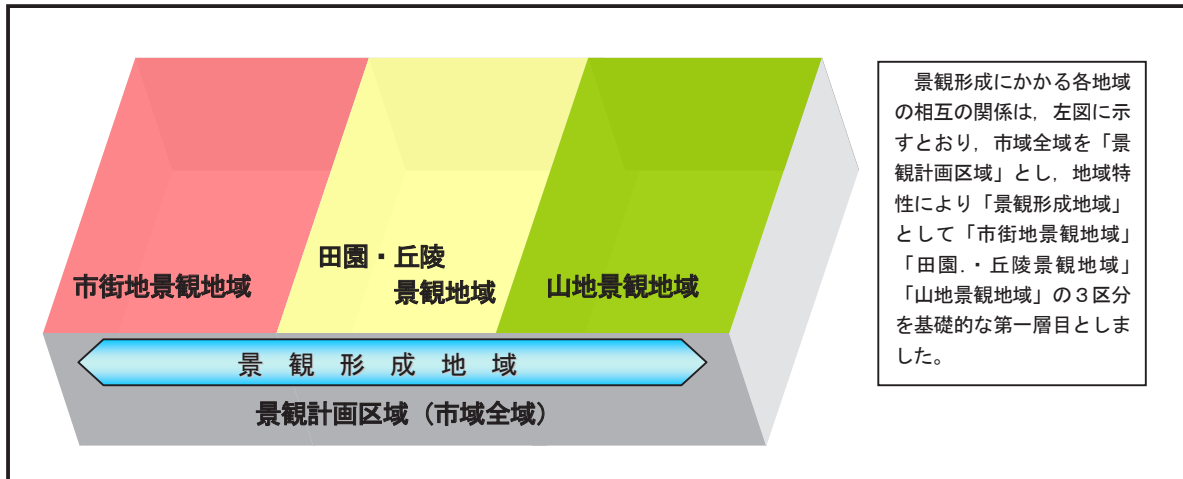 市街地景観地域
田園・丘陵
景観地域
山地景観地域
景観形成地域
景観計画区域（市域全域）
景観形成にかかる各地域
の相互の関係は，左図に示
すとおり，市域全域を「景
観計画区域」とし，地域特
性により「景観形成地域」
として「市街地景観地域」
「田園.・丘陵景観地域」
「山地景観地域」の３区分
を基礎的な第一層目としま
した。